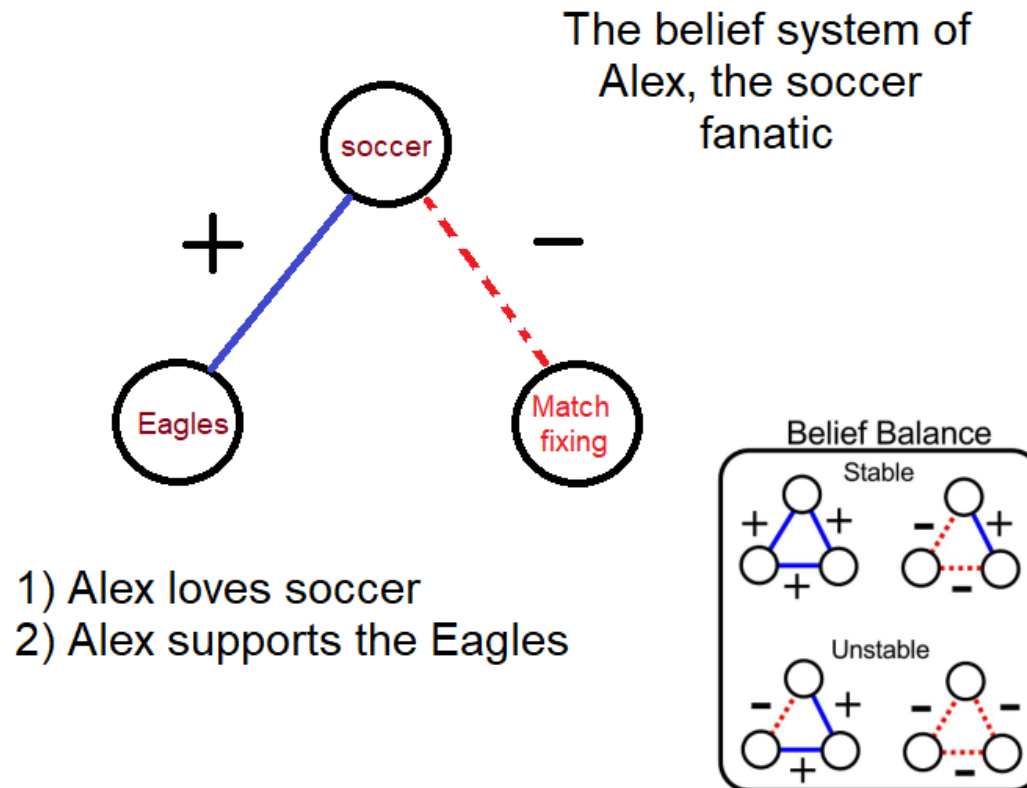 The belief system of
Alex, the soccer
fanatic
soccer
+
−
Eagles
Match
fixing
1) Alex loves soccer
2) Alex supports the Eagles
Belief Balance
Stable
+ + - +
+ -
Unstable
- + - -
+ -